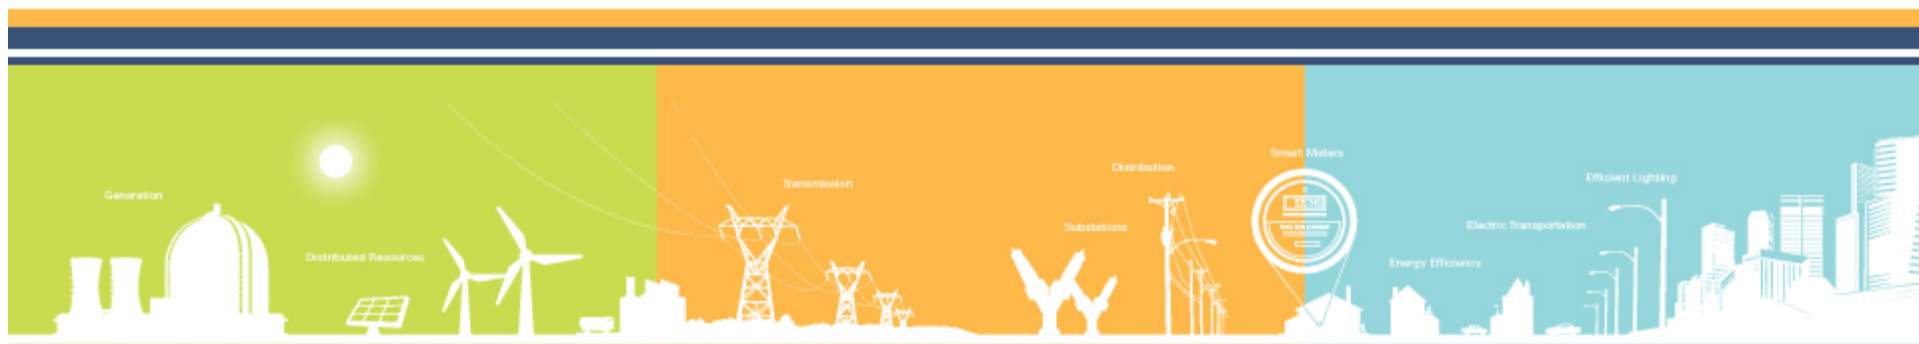 Generation
Distributed Resources
Transmission
Substations
Distribution
Smart Meters
Energy Efficiency
Electric Transportation
Efficient Lighting